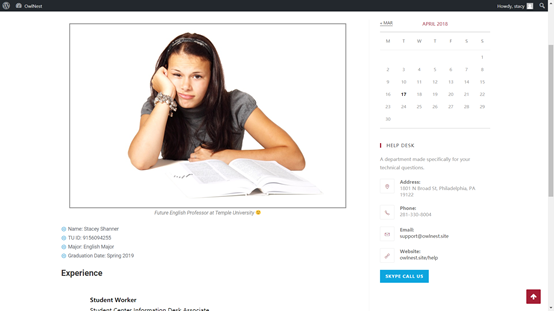 OwlNest
Howdy, stacy
Future English Professor at Temple University
Name: Stacey Shanner
TU ID: 9156094255
Major: English Major
Graduation Date: Spring 2019
Experience
Student Worker
Student Center Information Desk Associate
« MAR
APRIL 2018
M T W T F S S
1
2 3 4 5 6 7 8
9 10 11 12 13 14 15
16 17 18 19 20 21 22
23 24 25 26 27 28 29
30
HELP DESK
A department made specifically for your
technical questions.
Address:
1801 N Broad St, Philadelphia, PA
19122
Phone:
261-330-8004
Email:
support@owlnest.site
Website:
owlnest.site/help
SKYPE CALL US